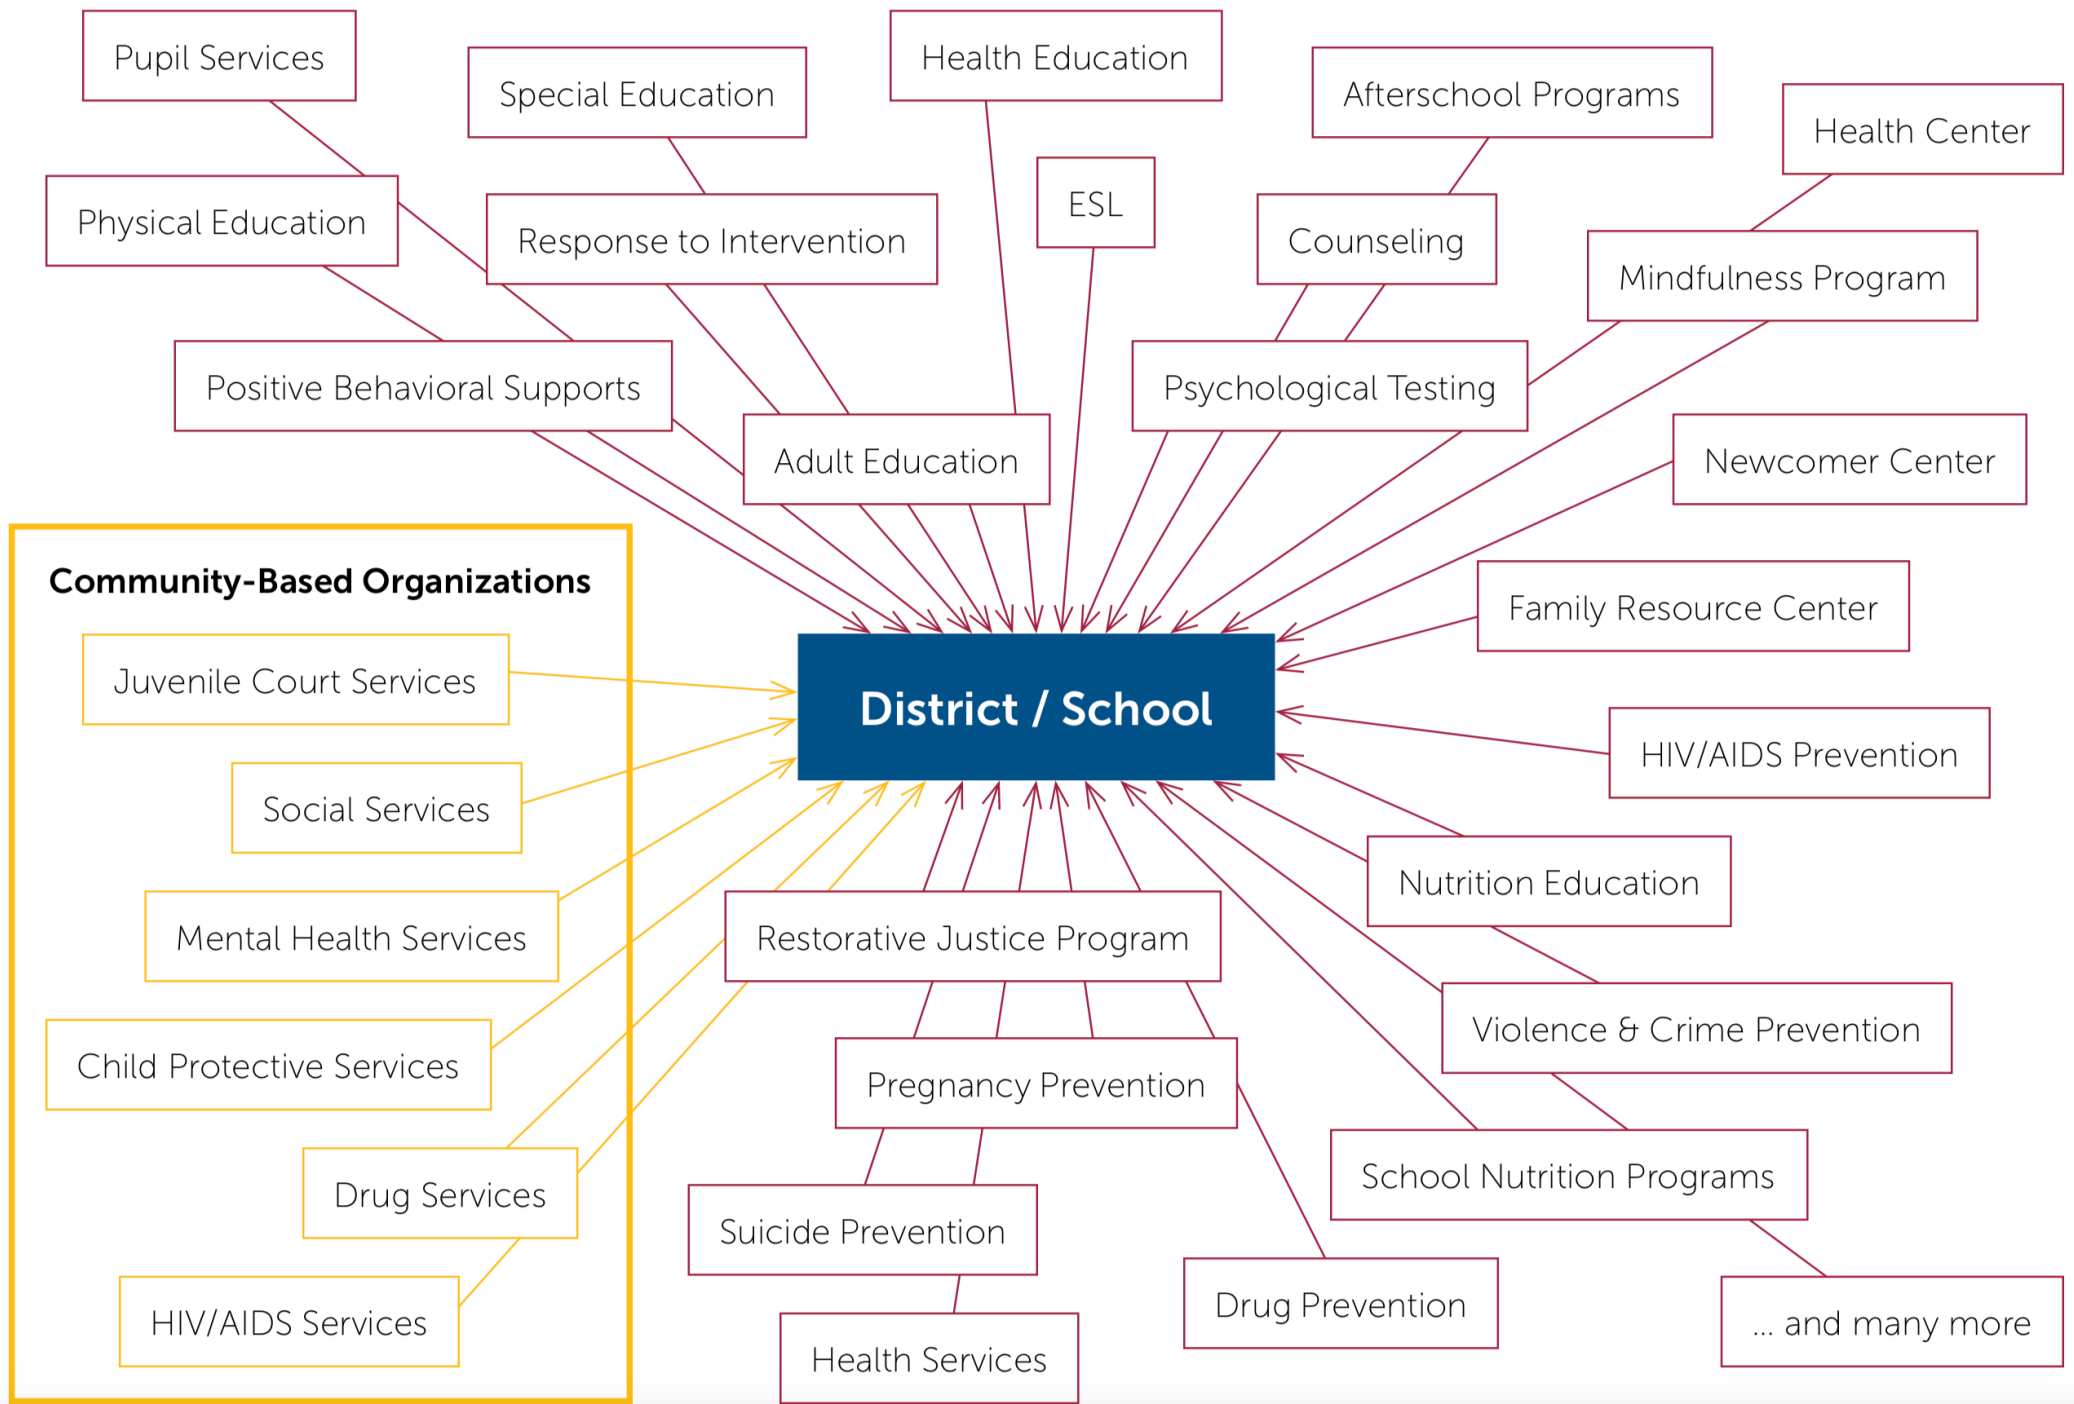 Pupil Services
Health Education
Special Education
Afterschool Programs
Health Center
ESL
Physical Education
Response to Intervention
Counseling
Mindfulness Program
Positive Behavioral Supports
Psychological Testing
Adult Education
Newcomer Center
Community-Based Organizations
Family Resource Center
Juvenile Court Services
District / School
HIV/AIDS Prevention
Social Services
Nutrition Education
Mental Health Services
Restorative Justice Program
Violence & Crime Prevention
Child Protective Services
Pregnancy Prevention
School Nutrition Programs
Drug Services
Suicide Prevention
Drug Prevention
HIV/AIDS Services
... and many more
Health Services